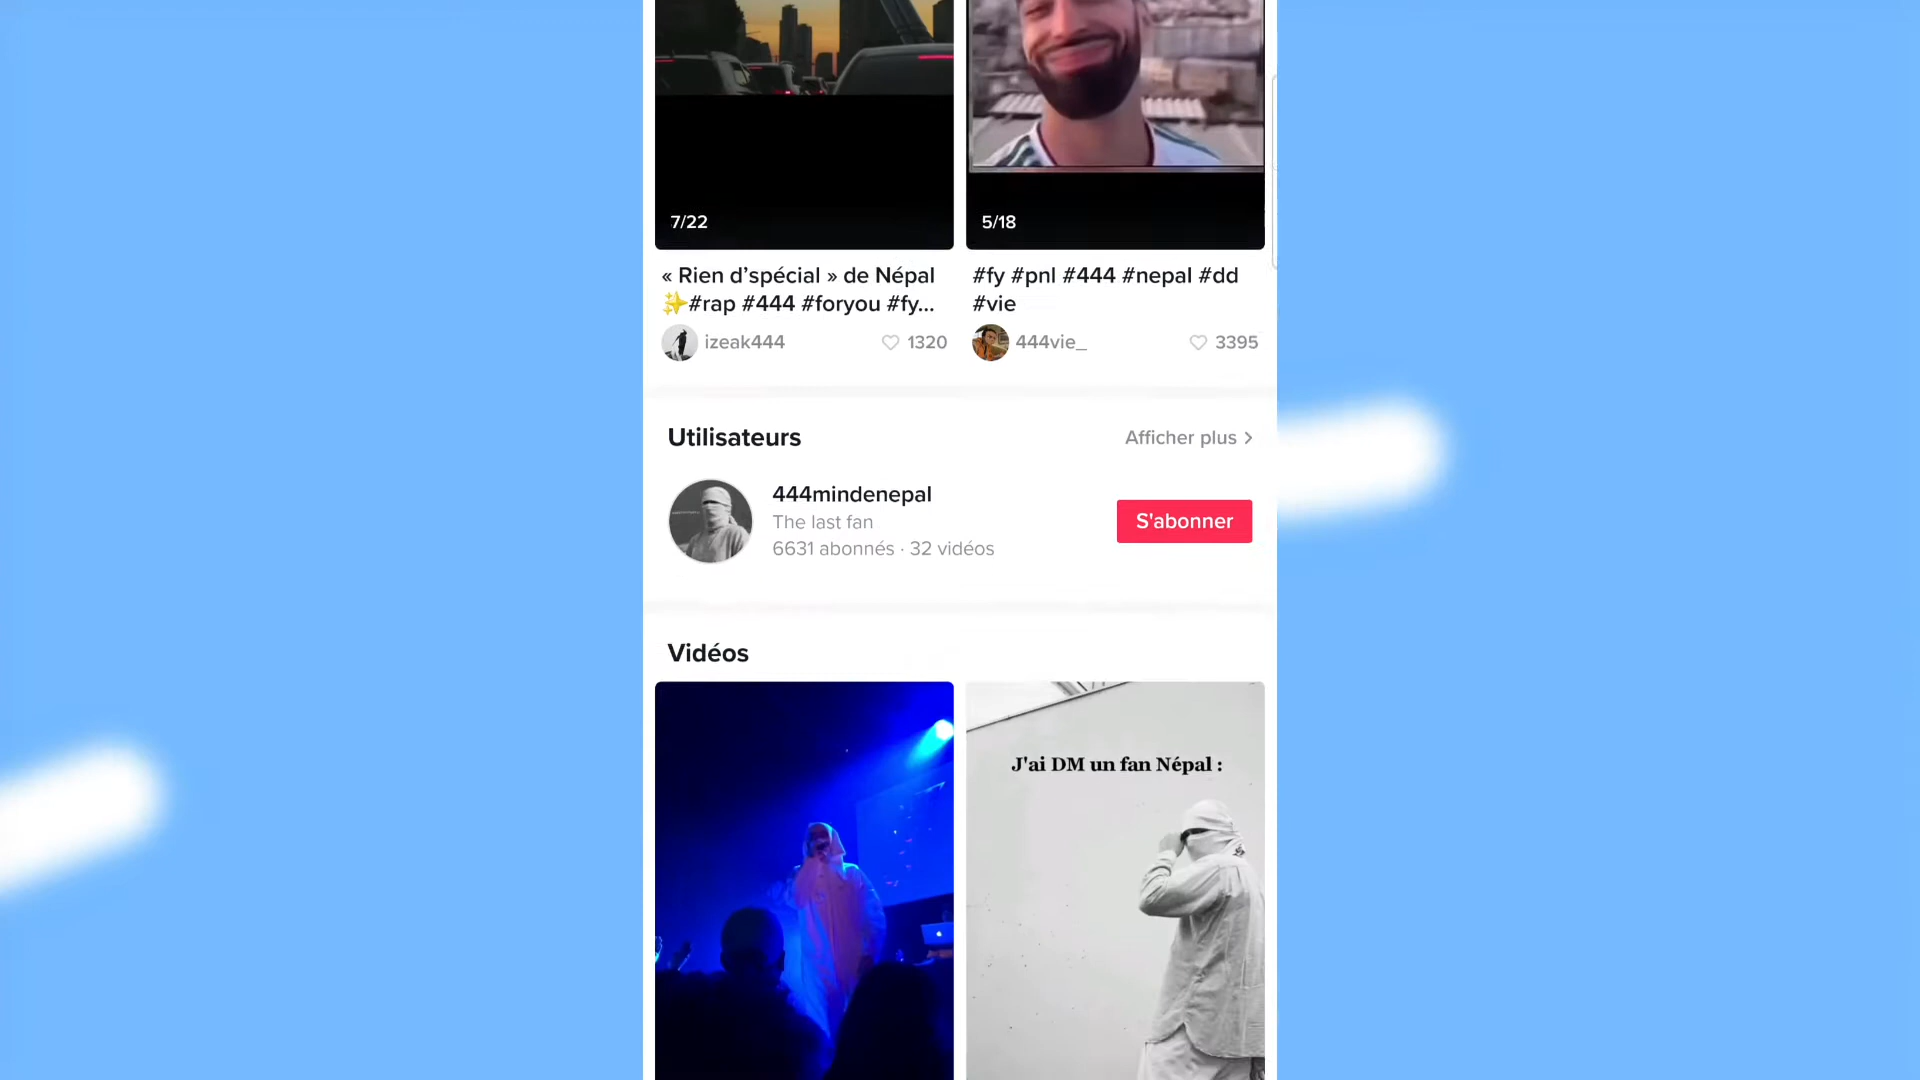 7/22
5/18
« Rien d’spécial » de Népal
✨#rap #444 #foryou #fy...
izeak444
1320
#fy #pnl #444 #nepal #dd
#vie
444vie_
3395
Utilisateurs
Afficher plus >
444mindenepal
The last fan
6631 abonnés · 32 vidéos
S'abonner
Vidéos
J'ai DM un fan Népal :